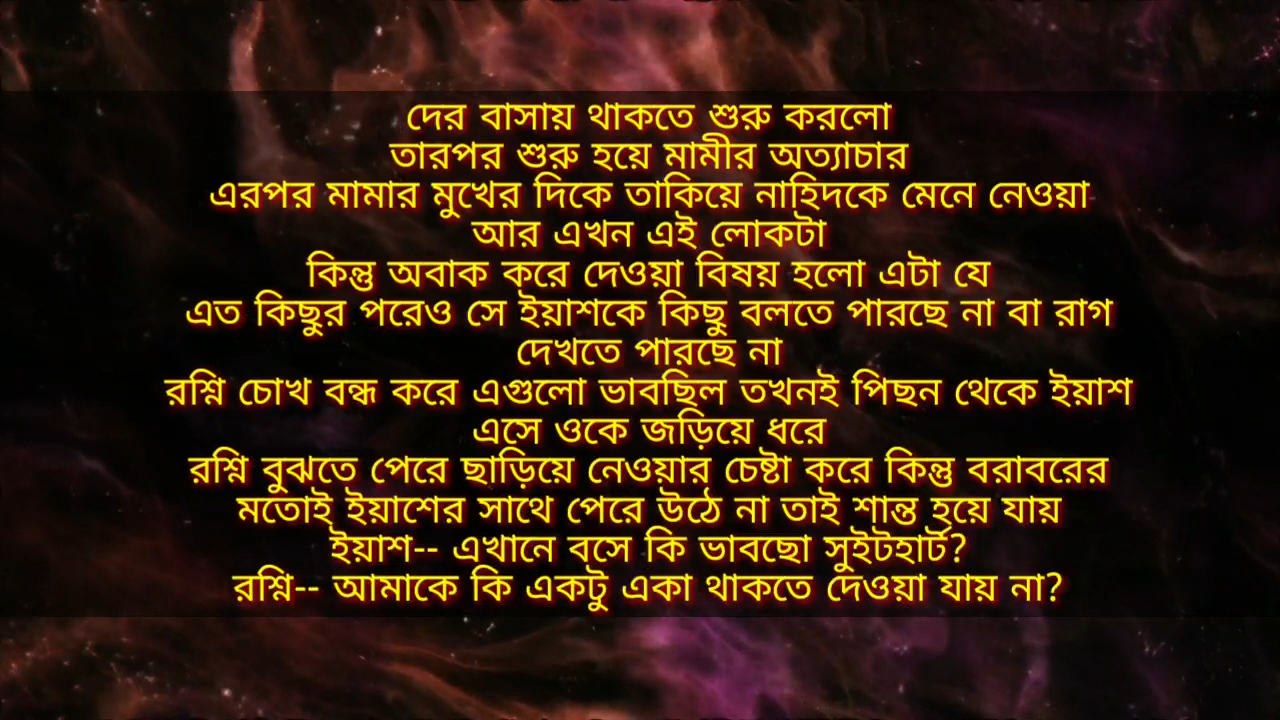 দের বাসায় থাকতে শুরু করলো
তারপর শুরু হয়ে মামীর অত্যাচার
এরপর মামার মুখের দিকে তাকিয়ে নাহিদকে মেনে নেওয়া
আর এখন এই লোকটা
কিন্তু অবাক করে দেওয়া বিষয় হলো এটা যে
এত কিছুর পরেও সে ইয়াশকে কিছু বলতে পারছে না বা রাগ
দেখতে পারছে না
রশ্নি চোখ বন্ধ করে এগুলো ভাবছিল তখনই পিছন থেকে ইয়াশ
এসে ওকে জড়িয়ে ধরে
রশ্নি বুঝতে পেরে ছাড়িয়ে নেওয়ার চেষ্টা করে কিন্তু বরাবরের
মতোই ইয়াশের সাথে পেরে উঠে না তাই শান্ত হয়ে যায়
ইয়াশ-- এখানে বসে কি ভাবছো সুইটহার্ট?
রশ্নি-- আমাকে কি একটু একা থাকতে দেওয়া যায় না?